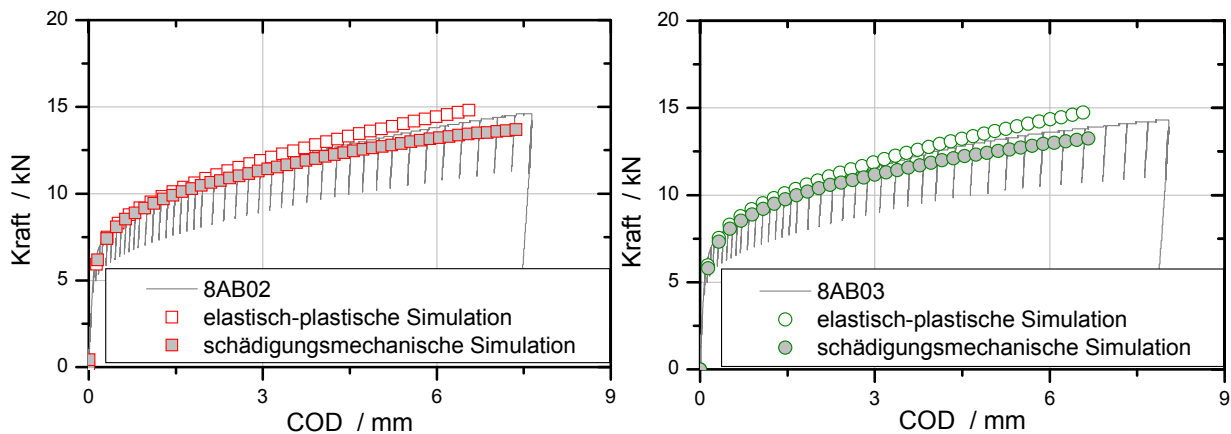 20
15
10
5
0
Kraft / kN
8AB02
elastisch-plastische Simulation
schädigungsmechanische Simulation
0 3 6 9
COD / mm
20
15
10
5
0
Kraft / kN
8AB03
elastisch-plastische Simulation
schädigungsmechanische Simulation
0 3 6 9
COD / mm